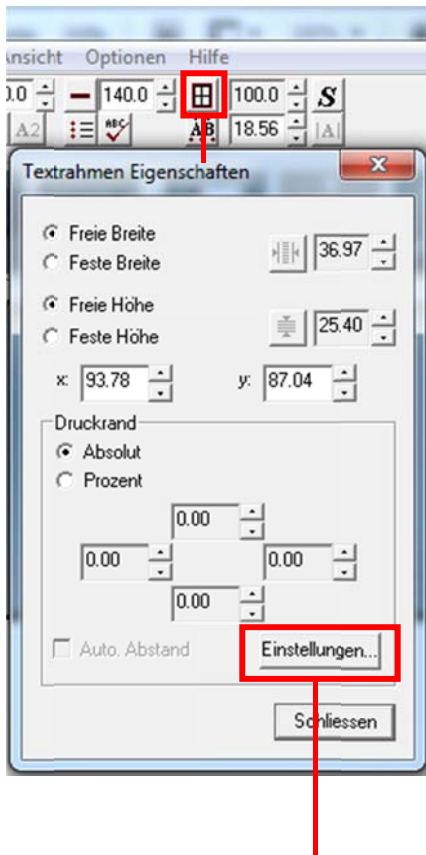 Ansicht Optionen Hilfe
0.0 140.0 100.0 S
A2 ABC AB 18.56 |A|
Textrahmen Eigenschaften
Freie Breite
Feste Breite
36.97
Freie Höhe
Feste Höhe
25.40
x: 93.78 y: 87.04
Druckrand
Absolut
Prozent
0.00
0.00 0.00
0.00
Auto. Abstand Einstellungen...
Schliessen